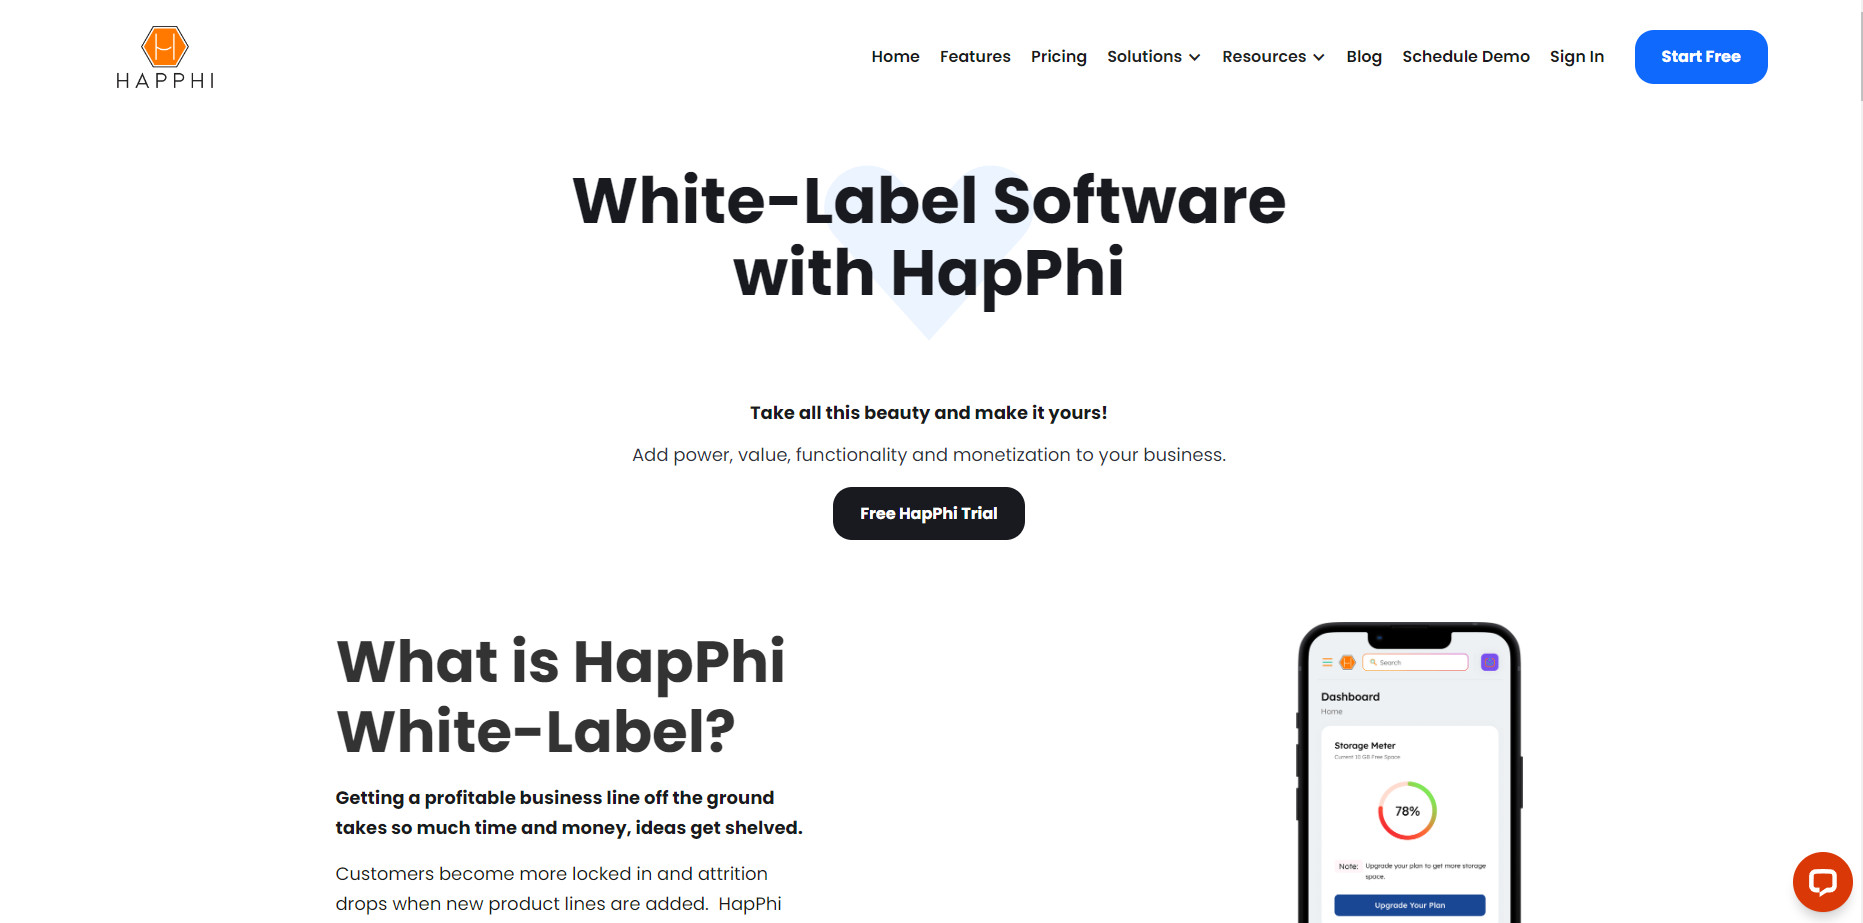 HAPPHI
Home Features Pricing Solutions Resources Blog Schedule Demo Sign In Start Free
White-Label Software
with HapPhi
Take all this beauty and make it yours!
Add power, value, functionality and monetization to your business.
Free HapPhi Trial
What is HapPhi
White-Label?
Getting a profitable business line off the ground
takes so much time and money, ideas get shelved.
Customers become more locked in and attrition
drops when new product lines are added. HapPhi
Search
Dashboard
Home
Storage Meter
Current 10 GB Free Space
78%
Note: Upgrade your plan to get more storage
space.
Upgrade Your Plan